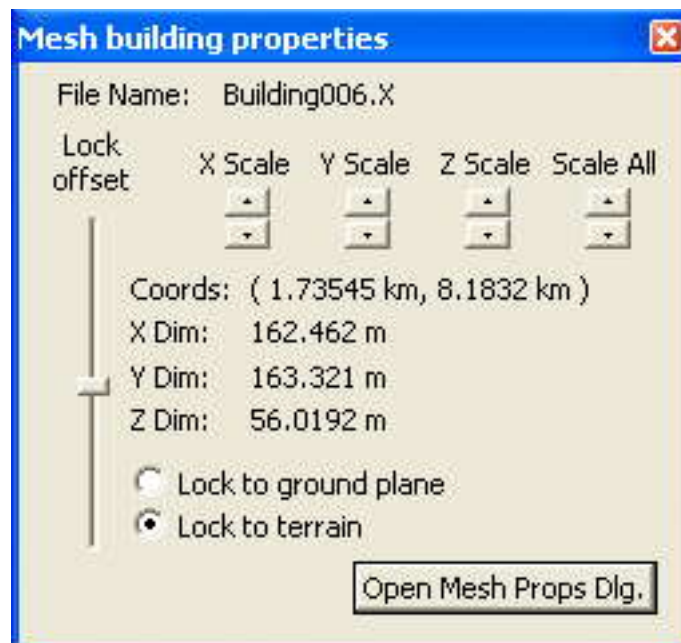 Mesh building properties
File Name: Building006.X
Lock offset
X Scale Y Scale Z Scale Scale All
Coords: ( 1.73545 km, 8.1832 km )
X Dim: 162.462 m
Y Dim: 163.321 m
Z Dim: 56.0192 m
Lock to ground plane
Lock to terrain
Open Mesh Props Dlg.